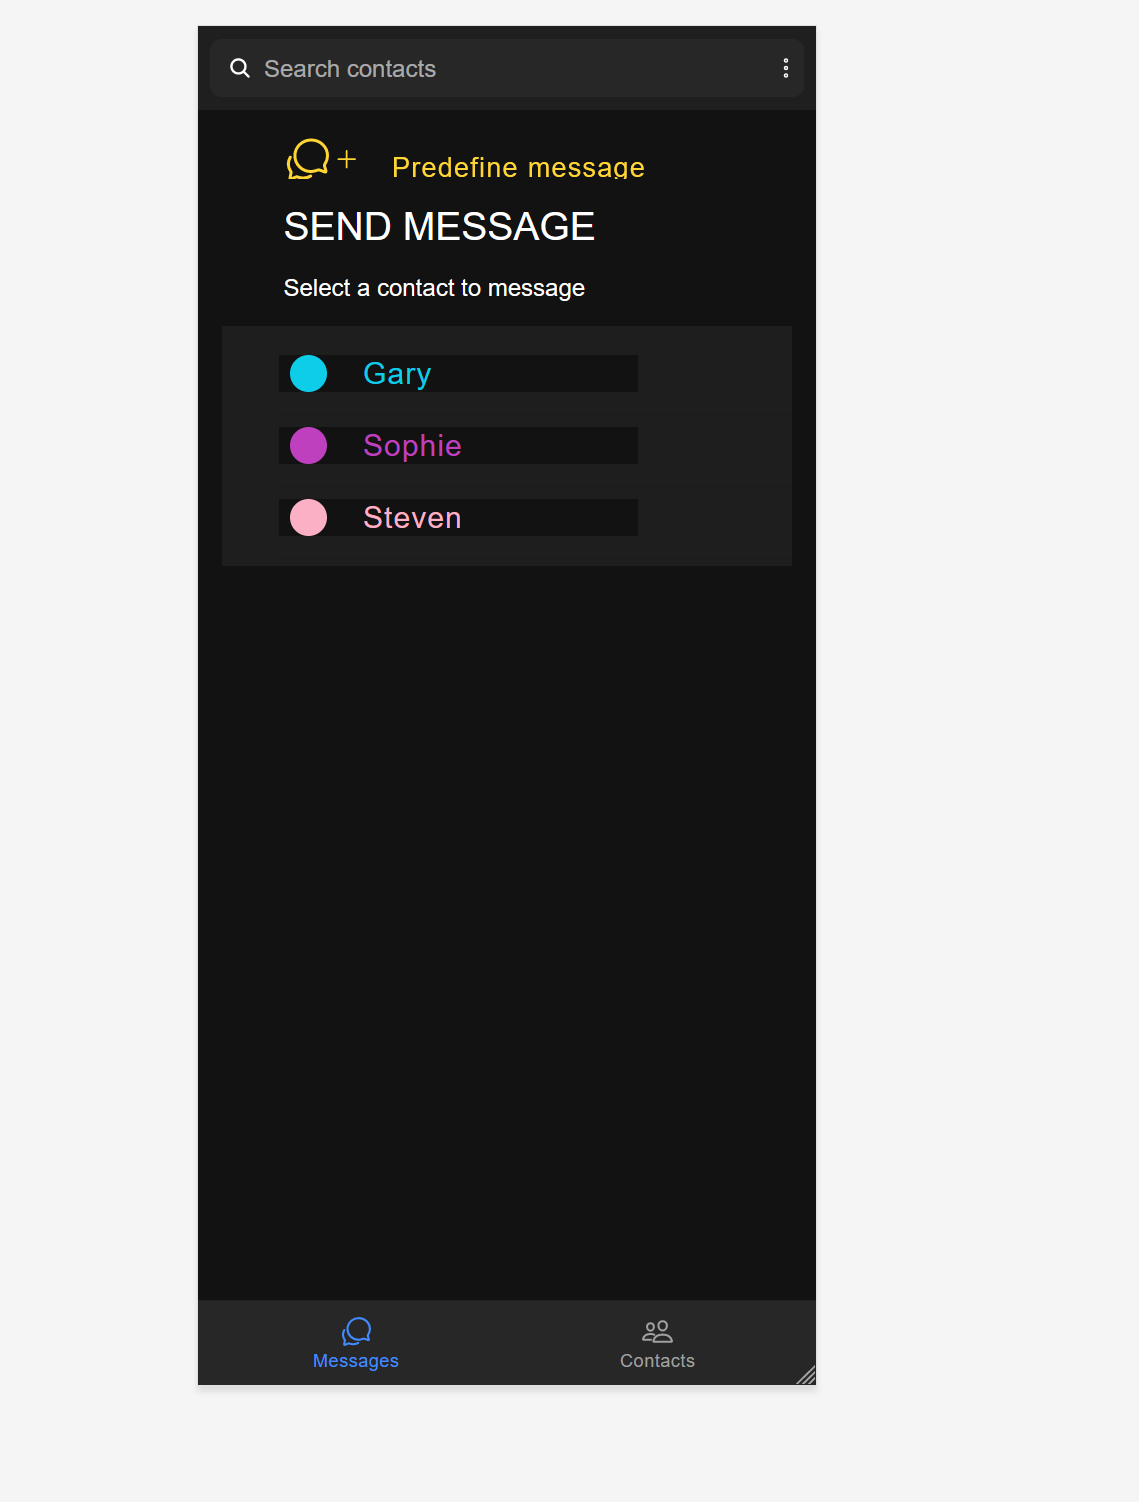 Search contacts
Predefine message
SEND MESSAGE
Select a contact to message
Gary
Sophie
Steven
Messages
Contacts